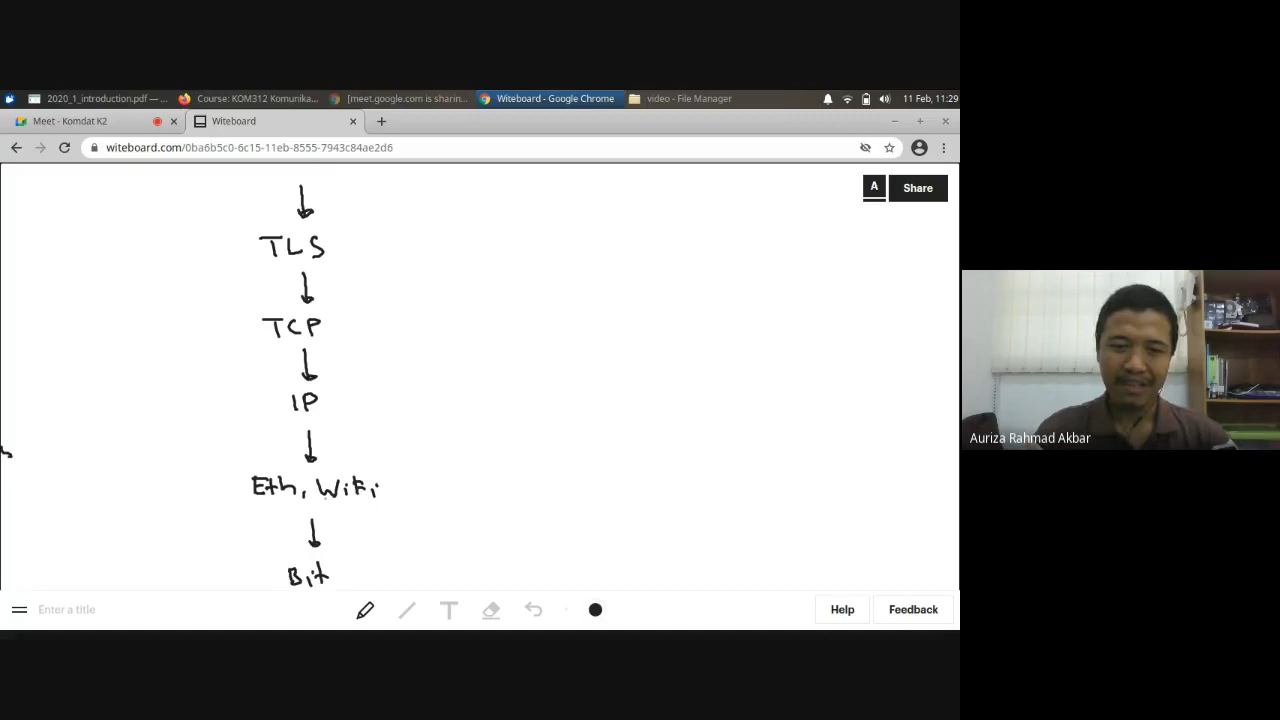 2020_1_introduction.pdf — ... Course: KOM312 Komunika... [meet.google.com is sharin... Witeboard - Google Chrome video - File Manager 11 Feb, 11:29
Meet - Komdat K2 Witeboard
witeboard.com/0ba6b5c0-6c15-11eb-8555-7943c84ae2d6
A Share
TLS
TCP
IP
Eth, Wifi
Bit
Auriza Rahmad Akbar
Enter a title T Help Feedback